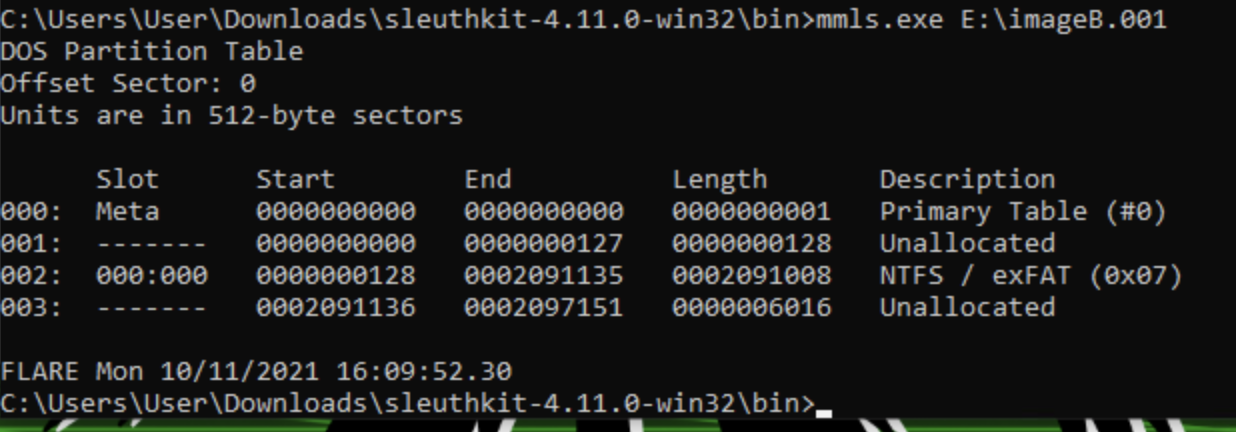 C:\Users\User\Downloads\sleuthkit-4.11.0-win32\bin>mmls.exe E:\imageB.001
DOS Partition Table
Offset Sector: 0
Units are in 512-byte sectors
Slot Start End Length Description
000: Meta 0000000000 0000000000 0000000001 Primary Table (#0)
001: ------- 0000000000 0000000127 0000000128 Unallocated
002: 000:000 0000000128 0002091135 0002091008 NTFS / exFAT (0x07)
003: ------- 0002091136 0002097151 0000006016 Unallocated
FLARE Mon 10/11/2021 16:09:52.30
C:\Users\User\Downloads\sleuthkit-4.11.0-win32\bin>